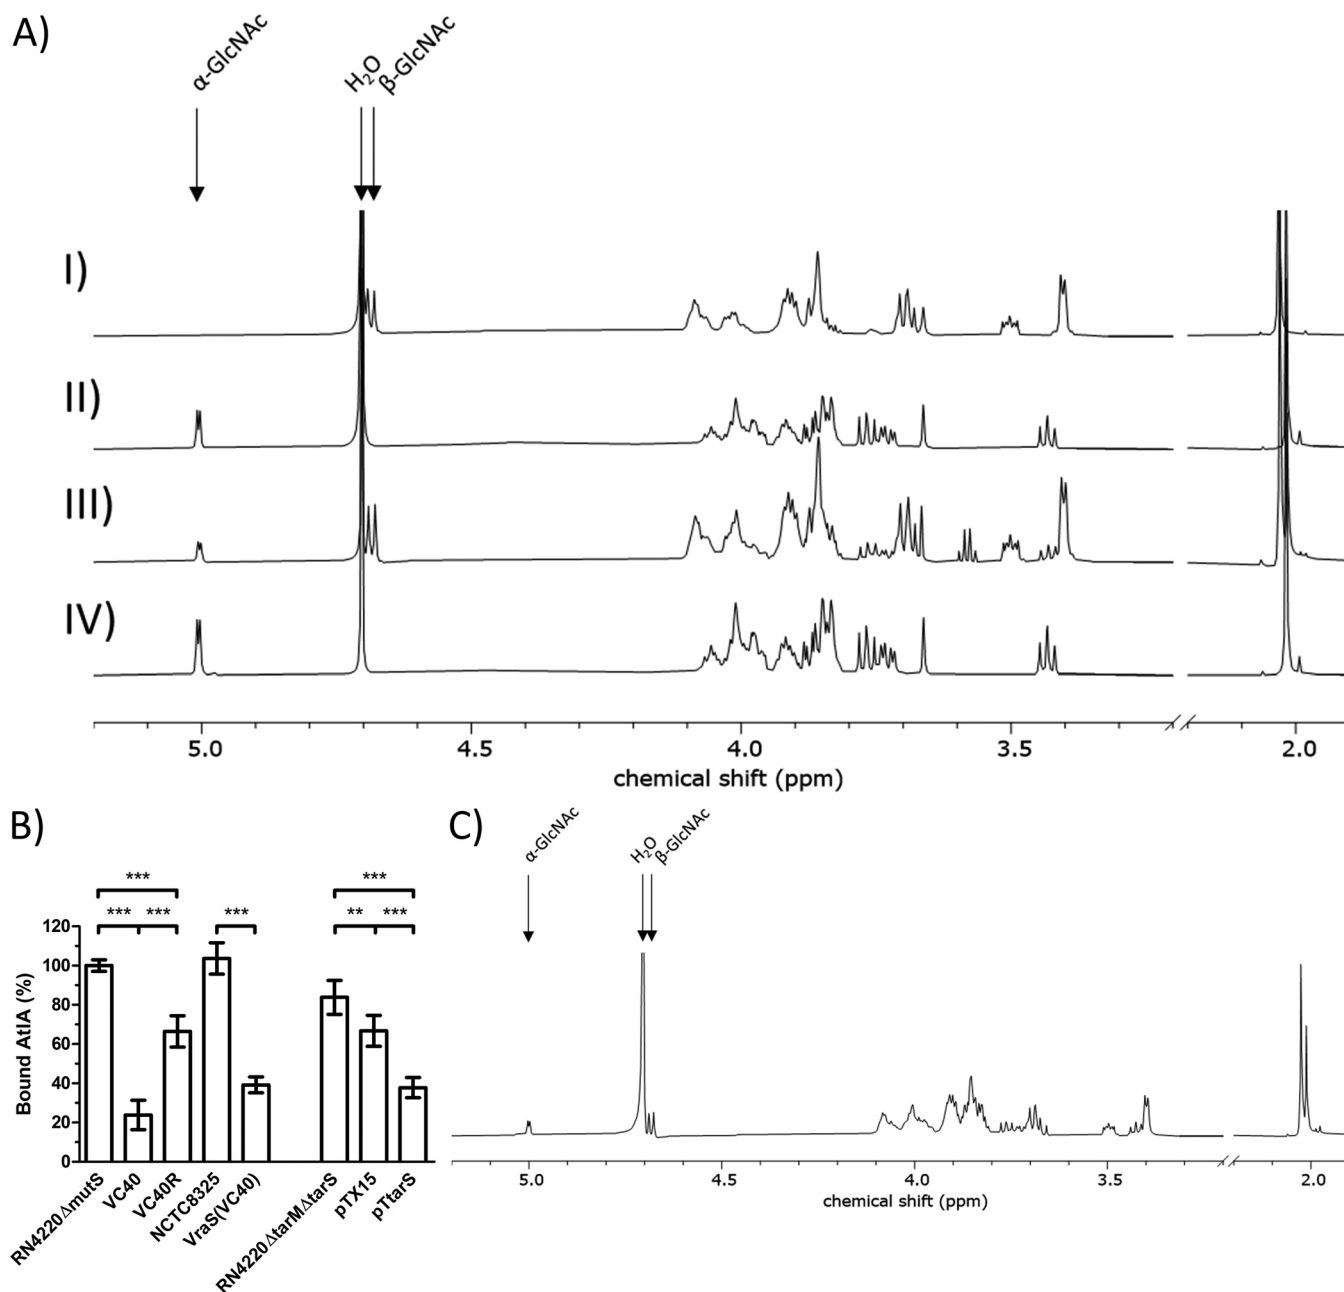 A)
α-GlcNAc
H₂O
β-GlcNAc
I)
II)
III)
IV)
5.0 4.5 4.0 3.5 2.0
chemical shift (ppm)
B)
*** ***
*** *** *** ** ***
120
100
80
60
40
20
0
Bound AtlA (%)
RN4220ΔmutS
VC40
VC40R
NCTC8325
VraS(VC40)
RN4220ΔtarMΔtarS
pTX15
pTtarS
C)
α-GlcNAc
H₂O
β-GlcNAc
5.0 4.5 4.0 3.5 2.0
chemical shift (ppm)